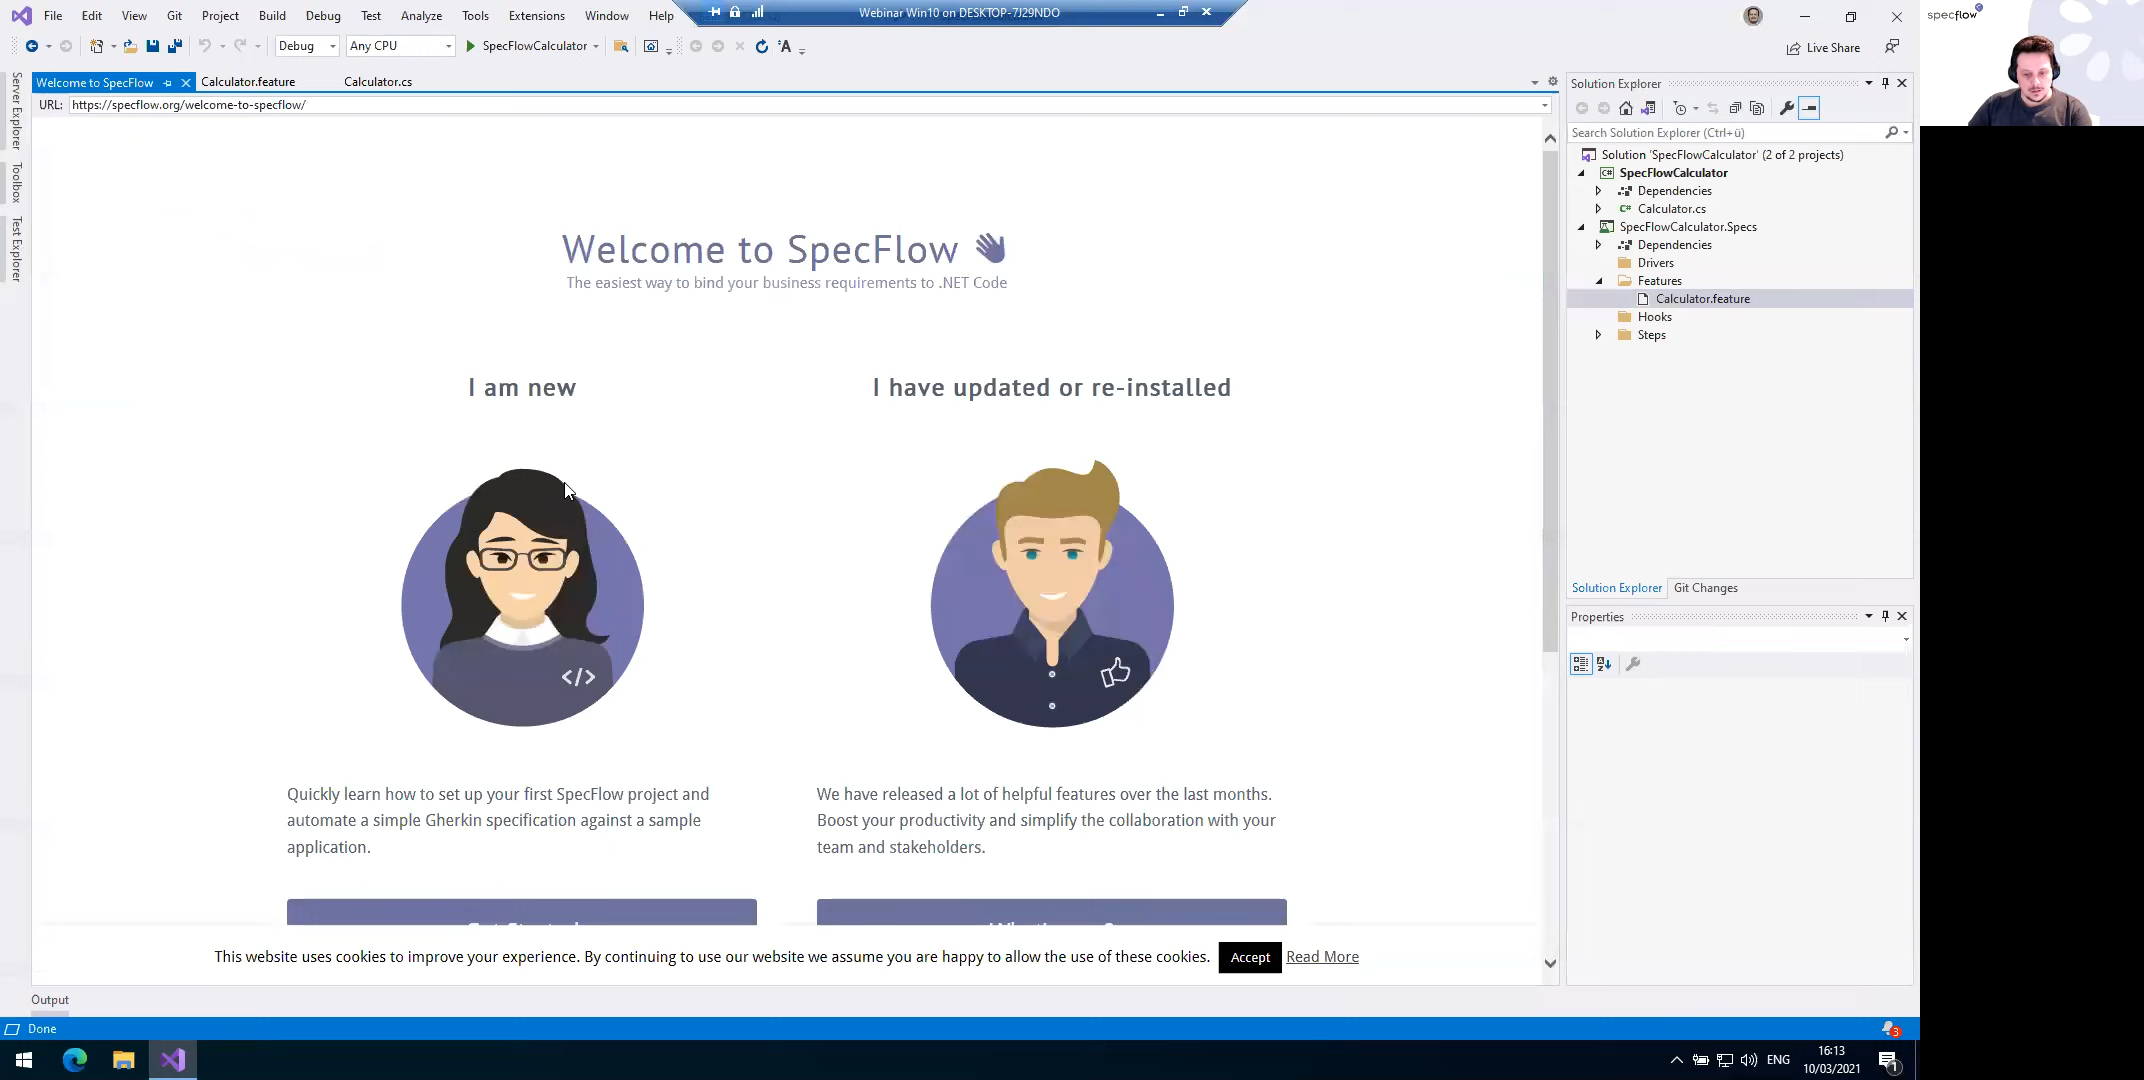 File Edit View Git Project Build Debug Test Analyze Tools Extensions Window Help
Webinar Win10 on DESKTOP-7J29NDO
specflow
Debug Any CPU SpecFlowCalculator
Live Share
Server Explorer
Toolbox
Test Explorer
Welcome to SpecFlow Calculator.feature Calculator.cs
URL: https://specflow.org/welcome-to-specflow/
Welcome to SpecFlow
The easiest way to bind your business requirements to .NET Code
I am new
I have updated or re-installed
</>
Quickly learn how to set up your first SpecFlow project and
automate a simple Gherkin specification against a sample
application.
We have released a lot of helpful features over the last months.
Boost your productivity and simplify the collaboration with your
team and stakeholders.
This website uses cookies to improve your experience. By continuing to use our website we assume you are happy to allow the use of these cookies. Accept Read More
Solution Explorer
Search Solution Explorer (Ctrl+ü)
Solution 'SpecFlowCalculator' (2 of 2 projects)
SpecFlowCalculator
Dependencies
C# Calculator.cs
SpecFlowCalculator.Specs
Dependencies
Drivers
Features
Calculator.feature
Hooks
Steps
Solution Explorer Git Changes
Properties
Output
Done
3
ENG
16:13
10/03/2021
1